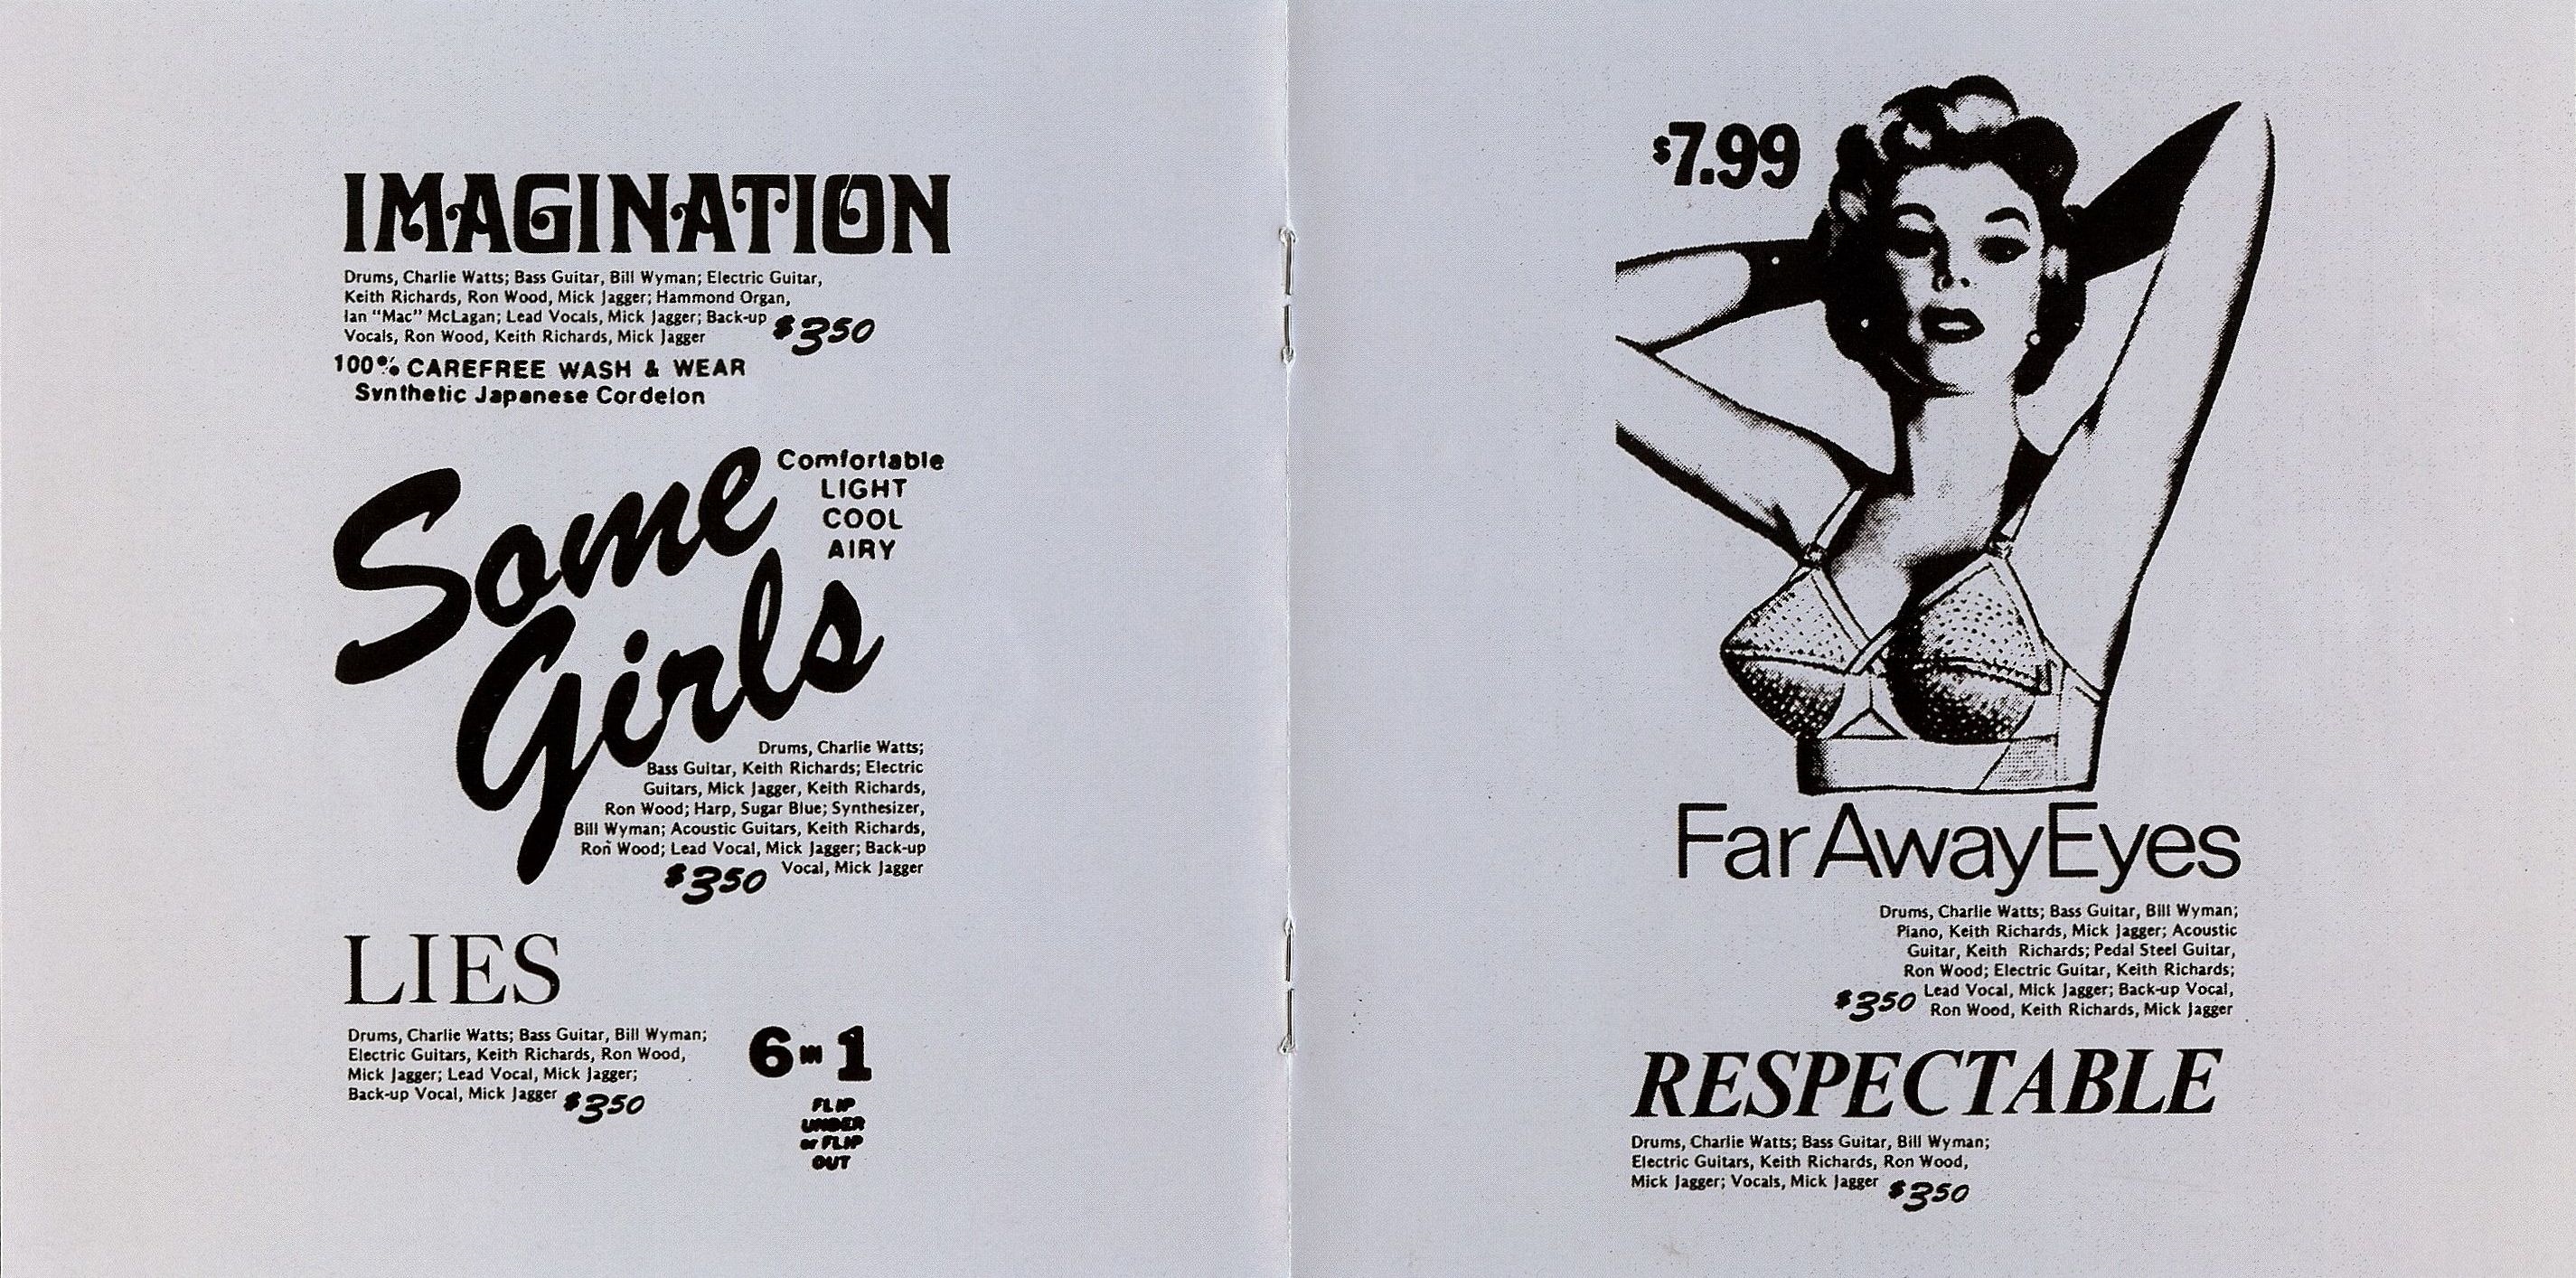 IMAGINATION
Drums, Charlie Watts; Bass Guitar, Bill Wyman; Electric Guitar,
Keith Richards, Ron Wood, Mick Jagger; Hammond Organ,
Ian "Mac" McLagan; Lead Vocals, Mick Jagger; Back-up
Vocals, Ron Wood, Keith Richards, Mick Jagger
$3.50
100% CAREFREE WASH & WEAR
Synthetic Japanese Cordelon
Some
Girls
Comfortable
LIGHT
COOL
AIRY
Drums, Charlie Watts;
Bass Guitar, Keith Richards; Electric
Guitars, Mick Jagger, Keith Richards,
Ron Wood; Harp, Sugar Blue; Synthesizer,
Bill Wyman; Acoustic Guitars, Keith Richards,
Ron Wood; Lead Vocal, Mick Jagger; Back-up
Vocal, Mick Jagger
$350
LIES
Drums, Charlie Watts; Bass Guitar, Bill Wyman;
Electric Guitars, Keith Richards, Ron Wood,
Mick Jagger; Lead Vocal, Mick Jagger;
Back-up Vocal, Mick Jagger
$350
6 IN 1
FLIP
UNDER
or FLIP
OUT
$7.99
Far Away Eyes
Drums, Charlie Watts; Bass Guitar, Bill Wyman;
Piano, Keith Richards, Mick Jagger; Acoustic
Guitar, Keith Richards; Pedal Steel Guitar,
Ron Wood; Electric Guitar, Keith Richards;
Lead Vocal, Mick Jagger; Back-up Vocal,
Ron Wood, Keith Richards, Mick Jagger
$350
RESPECTABLE
Drums, Charlie Watts; Bass Guitar, Bill Wyman;
Electric Guitars, Keith Richards, Ron Wood,
Mick Jagger; Vocals, Mick Jagger
$350